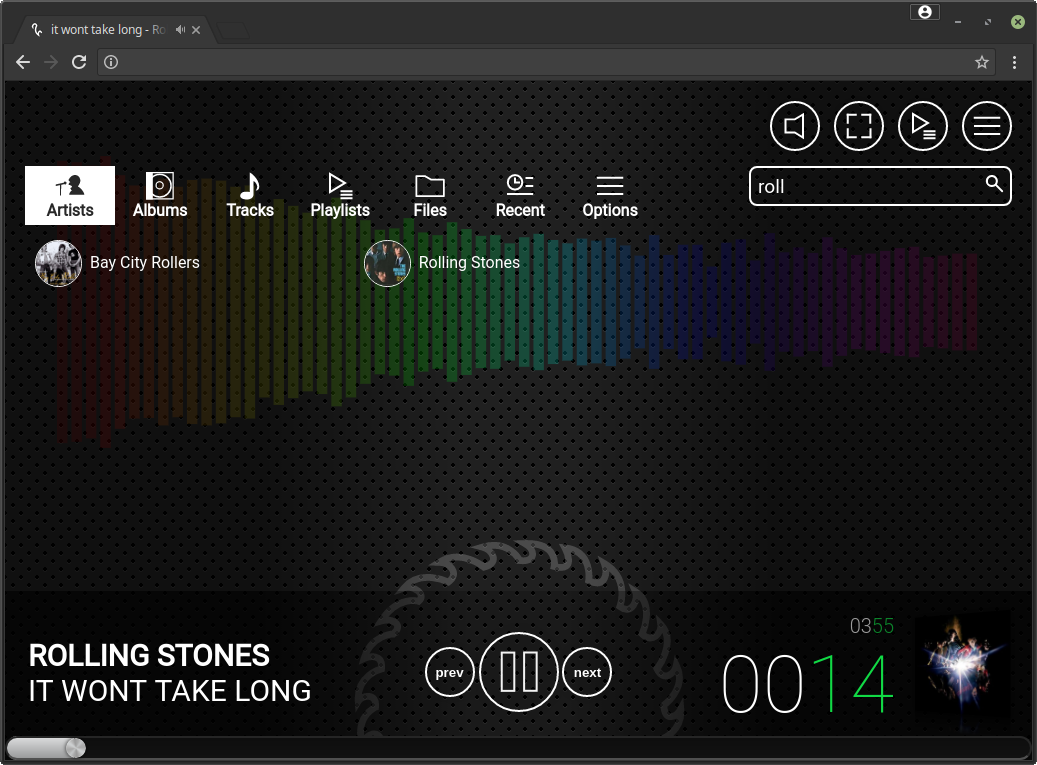 it wont take long - Ro
Artists
Albums
Tracks
Playlists
Files
Recent
Options
roll
Bay City Rollers
Rolling Stones
ROLLING STONES
IT WONT TAKE LONG
prev
next
0355
0014